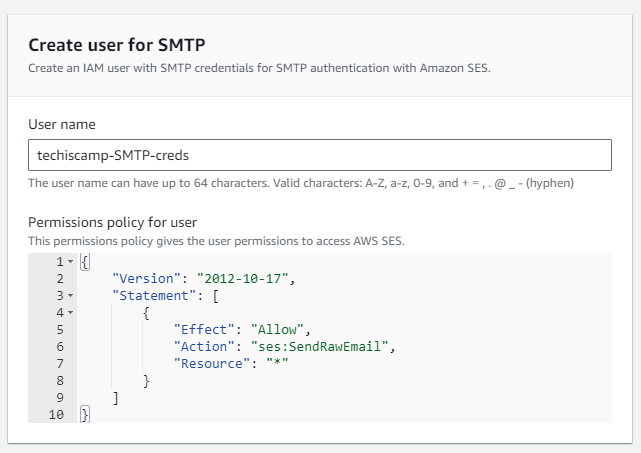 Create user for SMTP
Create an IAM user with SMTP credentials for SMTP authentication with Amazon SES.
User name
techiscamp-SMTP-creds
The user name can have up to 64 characters. Valid characters: A-Z, a-z, 0-9, and + = , . @ _ - (hyphen)
Permissions policy for user
This permissions policy gives the user permissions to access AWS SES.
1 {
2 "Version": "2012-10-17",
3 "Statement": [
4 {
5 "Effect": "Allow",
6 "Action": "ses:SendRawEmail",
7 "Resource": "*"
8 }
9 ]
10 }